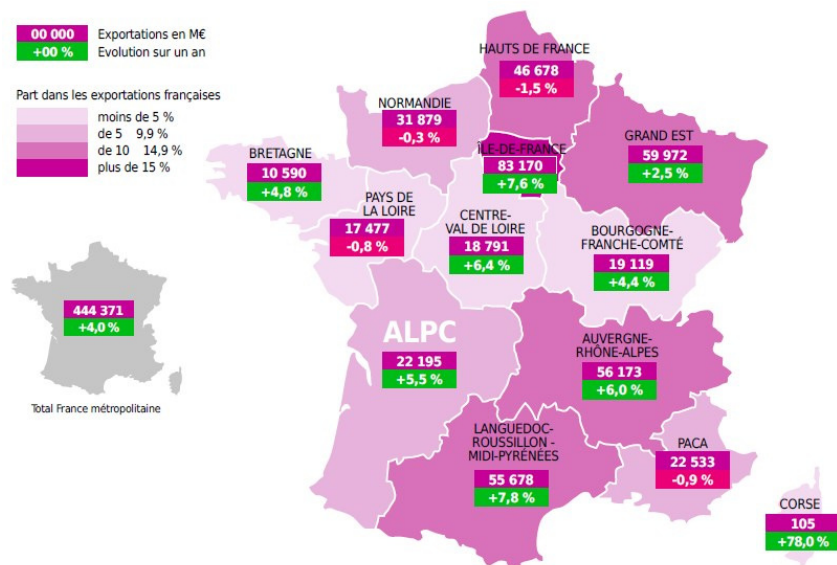 00 000 Exportations en M€
+00 % Evolution sur un an
Part dans les exportations françaises
moins de 5 %
de 5 9,9 %
de 10 14,9 %
plus de 15 %
HAUTS DE FRANCE
46 678
-1,5 %
NORMANDIE
31 879
-0,3 %
ÎLE-DE-FRANCE
83 170
+7,6 %
GRAND EST
59 972
+2,5 %
BRETAGNE
10 590
+4,8 %
PAYS DE
LA LOIRE
17 477
-0,8 %
CENTRE-
VAL DE LOIRE
18 791
+6,4 %
BOURGOGNE-
FRANCHE-COMTÉ
19 119
+4,4 %
444 371
+4,0 %
Total France métropolitaine
ALPC
22 195
+5,5 %
AUVERGNE-
RHÔNE-ALPES
56 173
+6,0 %
LANGUEDOC-
ROUSSILLON -
MIDI-PYRÉNÉES
55 678
+7,8 %
PACA
22 533
-0,9 %
CORSE
105
+78,0 %